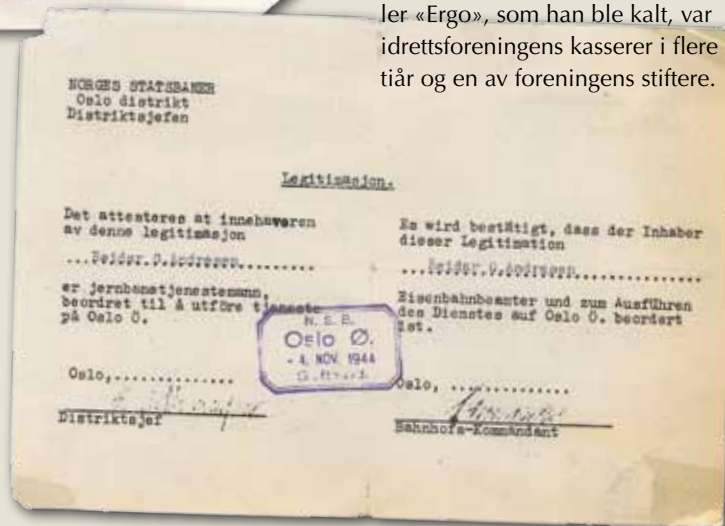 ler «Ergo», som han ble kalt, var
idrettsforeningens kasserer i flere
tiår og en av foreningens stiftere.
NORGES STATSBANER
Oslo distrikt
Distriktsjefen
Legitimasjon.
Det attesteres at innehaveren
av denne legitimasjon
...Reidar.O.Andresen.........
er jernbanetjenestemann,
beordret til å utföre tjeneste
på Oslo Ö.
Oslo,..............
Distriktsjef
Es wird bestätigt, dass der Inhaber
dieser Legitimation
...Reidar.O.Andresen...............
Eisenbahnbeamter und zum Ausführen
des Dienstes auf Oslo Ö. beordert
ist.
Oslo, ..............
Bahnhofs-Kommandant
N. S. B.
Oslo Ø.
- 4. NOV. 1944